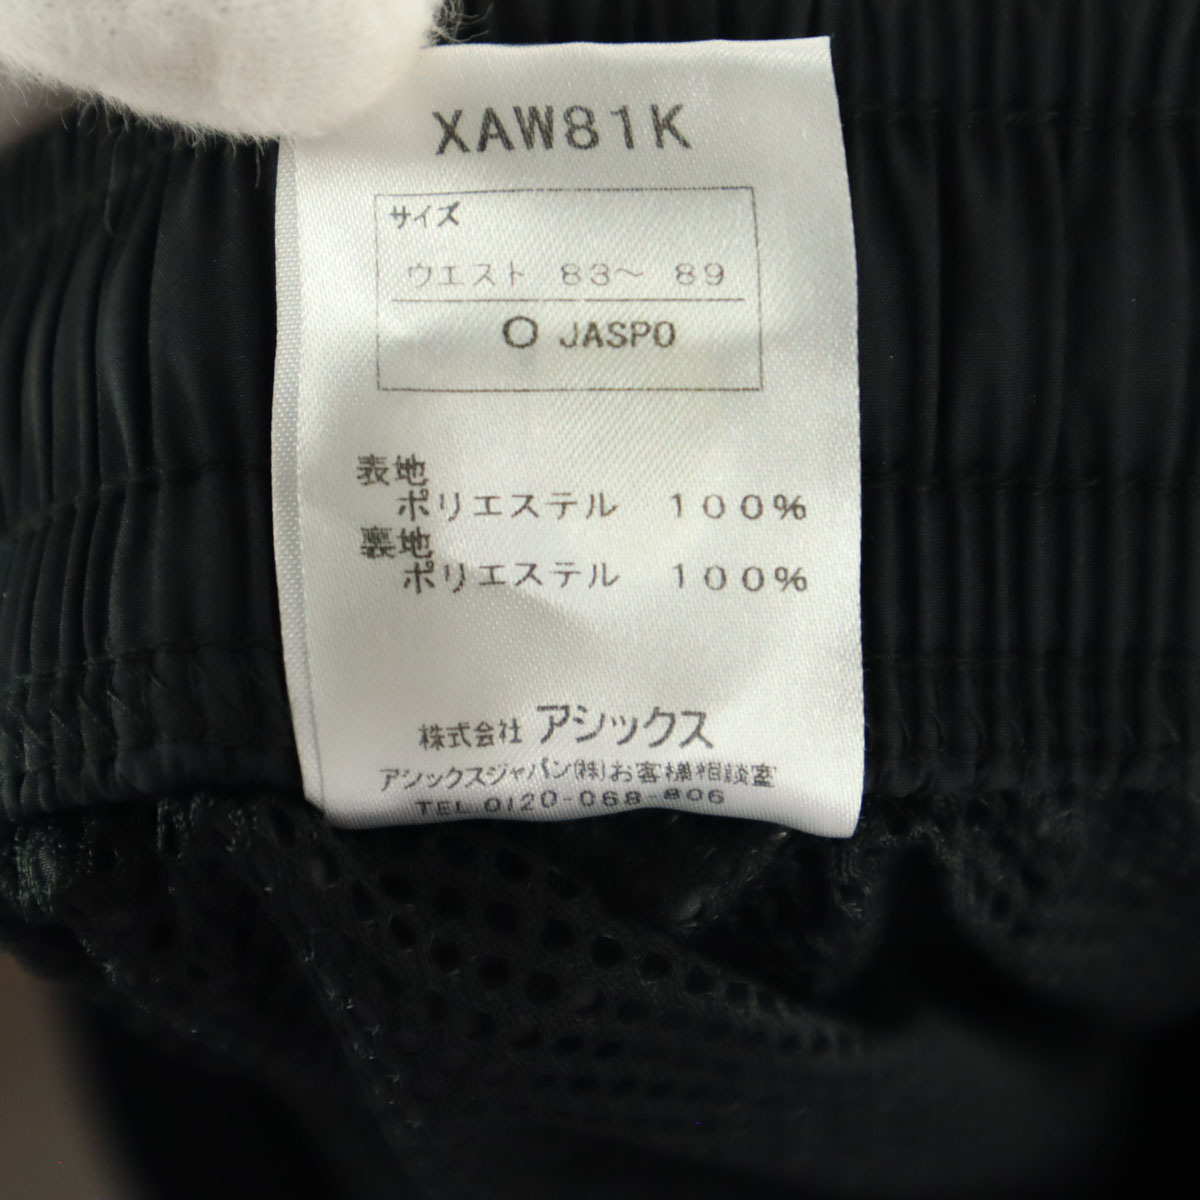 XAW81K
サイズ
ウエスト 83〜 89
O JASPO
表地
ポリエステル 100%
裏地
ポリエステル 100%
株式会社 アシックス
アシックスジャパン(株)お客様相談室
TEL 0120-068-806